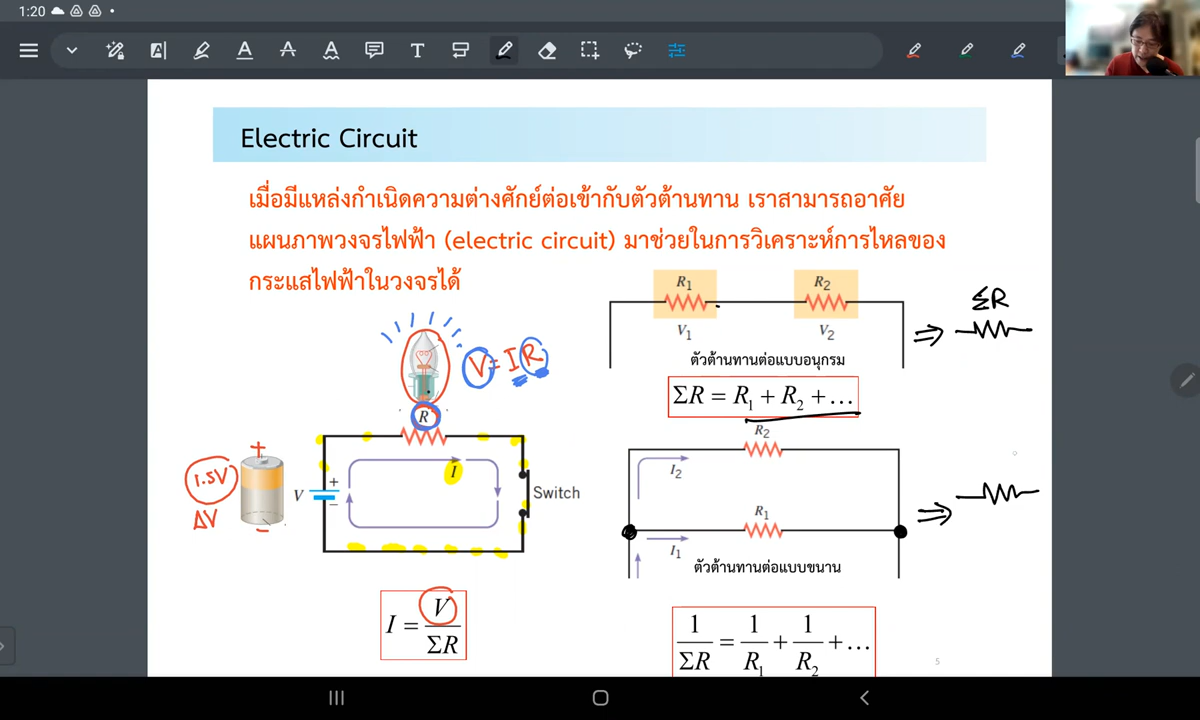 1:20
Electric Circuit
เมื่อมีแหล่งกำเนิดความต่างศักย์ต่อเข้ากับตัวต้านทาน เราสามารถอาศัย
แผนภาพวงจรไฟฟ้า (electric circuit) มาช่วยในการวิเคราะห์การไหลของ
กระแสไฟฟ้าในวงจรได้
R₁ R₂
ΣR
V₁ V₂
ตัวต้านทานต่อแบบอนุกรม
ΣR = R₁ + R₂ + ...
V = IR
R
1.5V
ΔV
+
−
V
+
−
I
Switch
I = V/ΣR
R₂
I₂
R₁
I₁
ตัวต้านทานต่อแบบขนาน
1/ΣR = 1/R₁ + 1/R₂ + ...
5